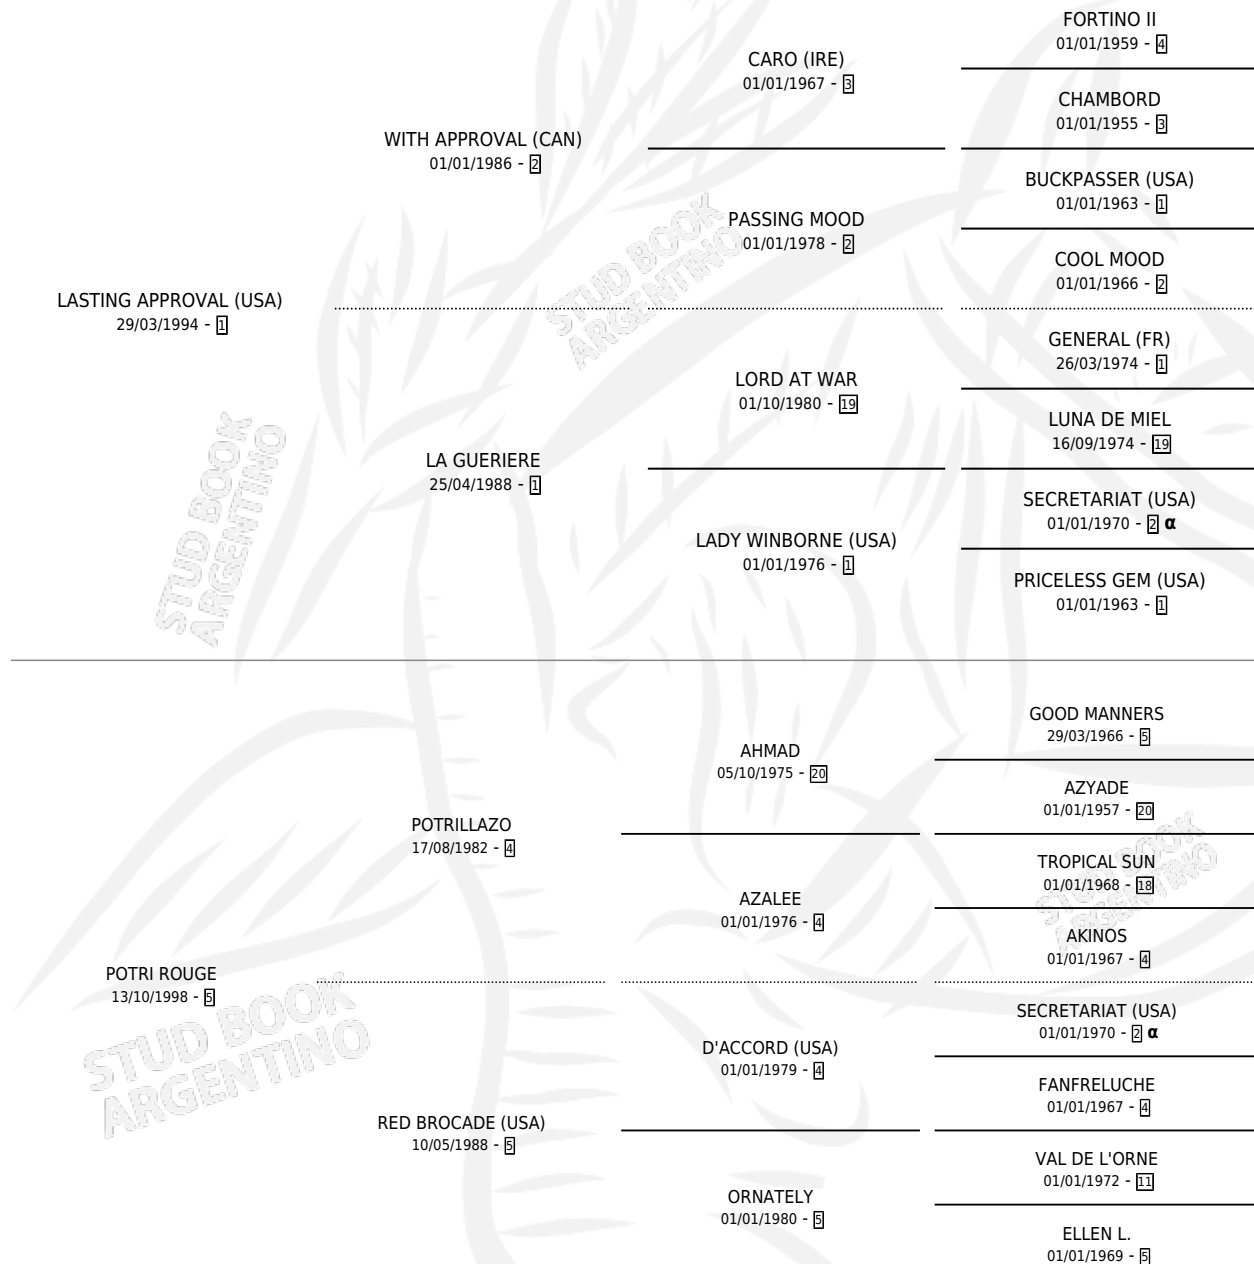 FORTINO II
01/01/1959 - 4
CARO (IRE)
01/01/1967 - 3
CHAMBORD
01/01/1955 - 3
WITH APPROVAL (CAN)
01/01/1986 - 2
BUCKPASSER (USA)
01/01/1963 - 1
PASSING MOOD
01/01/1978 - 2
COOL MOOD
01/01/1966 - 2
LASTING APPROVAL (USA)
29/03/1994 - 1
GENERAL (FR)
26/03/1974 - 1
LORD AT WAR
01/10/1980 - 19
LUNA DE MIEL
16/09/1974 - 19
LA GUERIERE
25/04/1988 - 1
SECRETARIAT (USA)
01/01/1970 - 2 α
LADY WINBORNE (USA)
01/01/1976 - 1
PRICELESS GEM (USA)
01/01/1963 - 1
STUD BOOK
ARGENTINO
STUD BOOK
ARGENTINO
GOOD MANNERS
29/03/1966 - 5
AHMAD
05/10/1975 - 20
AZYADE
01/01/1957 - 20
POTRILLAZO
17/08/1982 - 4
TROPICAL SUN
01/01/1968 - 18
AZALEE
01/01/1976 - 4
AKINOS
01/01/1967 - 4
POTRI ROUGE
13/10/1998 - 5
SECRETARIAT (USA)
01/01/1970 - 2 α
D'ACCORD (USA)
01/01/1979 - 4
FANFRELUCHE
01/01/1967 - 4
RED BROCADE (USA)
10/05/1988 - 5
VAL DE L'ORNE
01/01/1972 - 11
ORNATELY
01/01/1980 - 5
ELLEN L.
01/01/1969 - 5
STUD BOOK
ARGENTINO
STUD BOOK
ARGENTINO